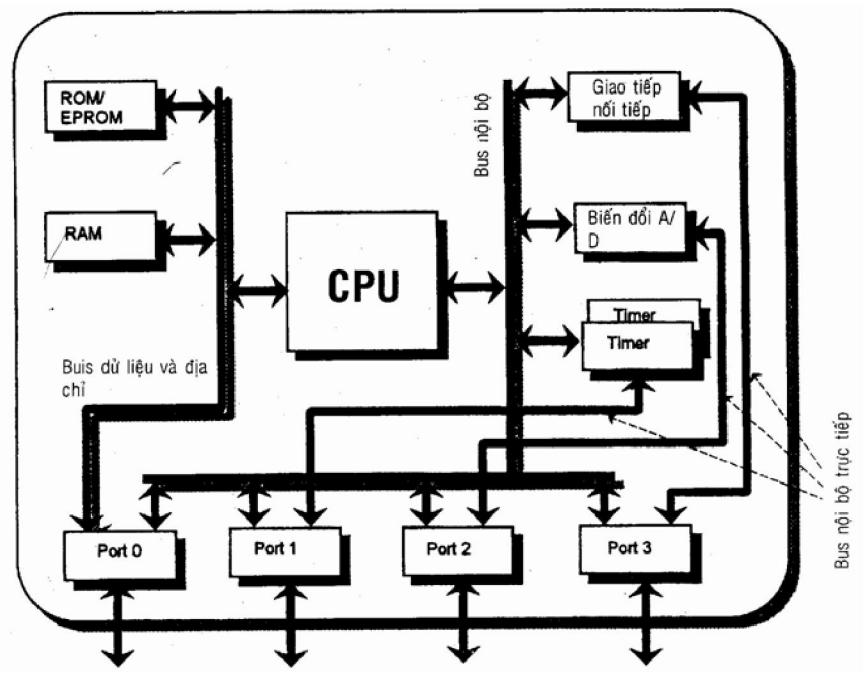 ROM/
EPROM
RAM
CPU
Bus nội bộ
Giao tiếp
nối tiếp
Biến đổi A/
D
Timer
Timer
Buis dử liệu và địa
chỉ
Bus nội bộ trực tiếp
Port 0
Port 1
Port 2
Port 3